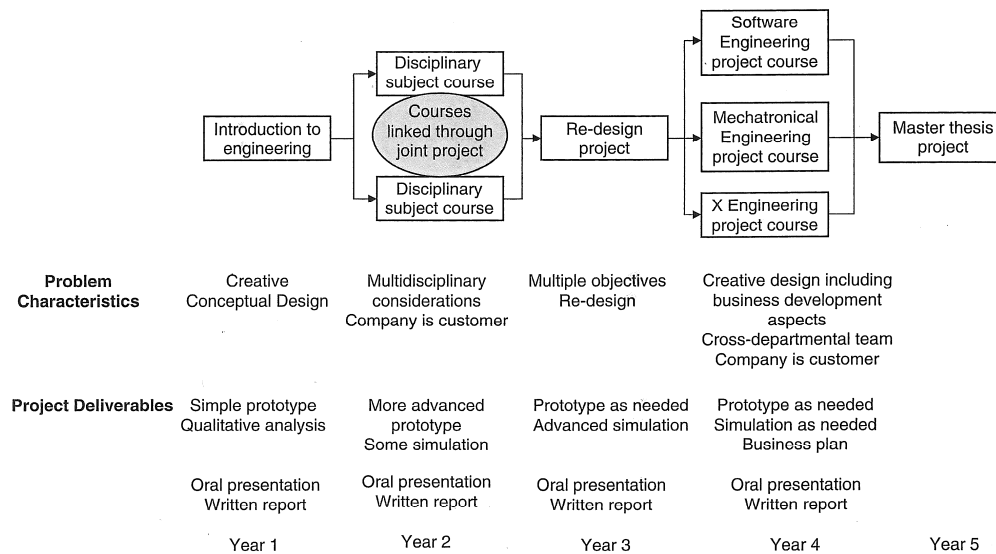 Introduction to
engineering
Disciplinary
subject course
Courses
linked through
joint project
Disciplinary
subject course
Re-design
project
Software
Engineering
project course
Mechatronical
Engineering
project course
X Engineering
project course
Master thesis
project
Problem
Characteristics
Creative
Conceptual Design
Multidisciplinary
considerations
Company is customer
Multiple objectives
Re-design
Creative design including
business development
aspects
Cross-departmental team
Company is customer
Project Deliverables
Simple prototype
Qualitative analysis
More advanced
prototype
Some simulation
Prototype as needed
Advanced simulation
Prototype as needed
Simulation as needed
Business plan
Oral presentation
Written report
Oral presentation
Written report
Oral presentation
Written report
Oral presentation
Written report
Year 1
Year 2
Year 3
Year 4
Year 5